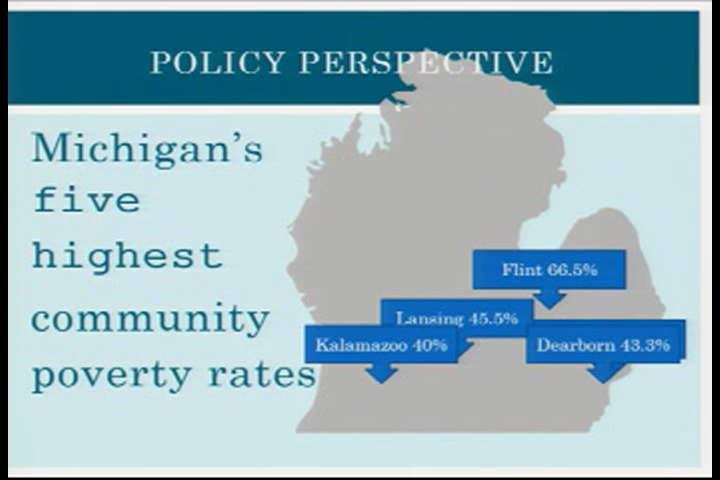 POLICY PERSPECTIVE
Michigan's
five
highest
community
poverty rates
Flint 66.5%
Lansing 45.5%
Kalamazoo 40%
Dearborn 43.3%